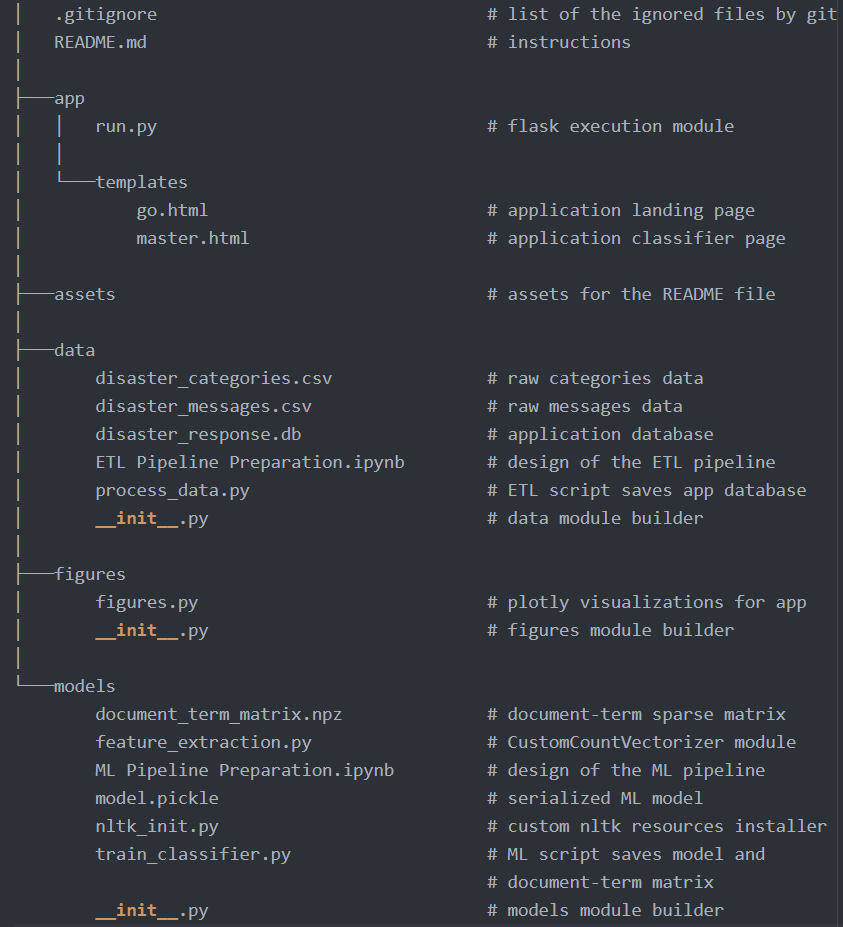 │   .gitignore                                # list of the ignored files by git
│   README.md                                 # instructions
│
├───app
│   │   run.py                                # flask execution module
│   │
│   └───templates
│           go.html                           # application landing page
│           master.html                       # application classifier page
│
├───assets                                    # assets for the README file
│
├───data
│       disaster_categories.csv               # raw categories data
│       disaster_messages.csv                 # raw messages data
│       disaster_response.db                  # application database
│       ETL Pipeline Preparation.ipynb        # design of the ETL pipeline
│       process_data.py                       # ETL script saves app database
│       __init__.py                           # data module builder
│
├───figures
│       figures.py                            # plotly visualizations for app
│       __init__.py                           # figures module builder
│
└───models
        document_term_matrix.npz              # document-term sparse matrix
        feature_extraction.py                 # CustomCountVectorizer module
        ML Pipeline Preparation.ipynb         # design of the ML pipeline
        model.pickle                          # serialized ML model
        nltk_init.py                          # custom nltk resources installer
        train_classifier.py                   # ML script saves model and
                                              # document-term matrix
        __init__.py                           # models module builder